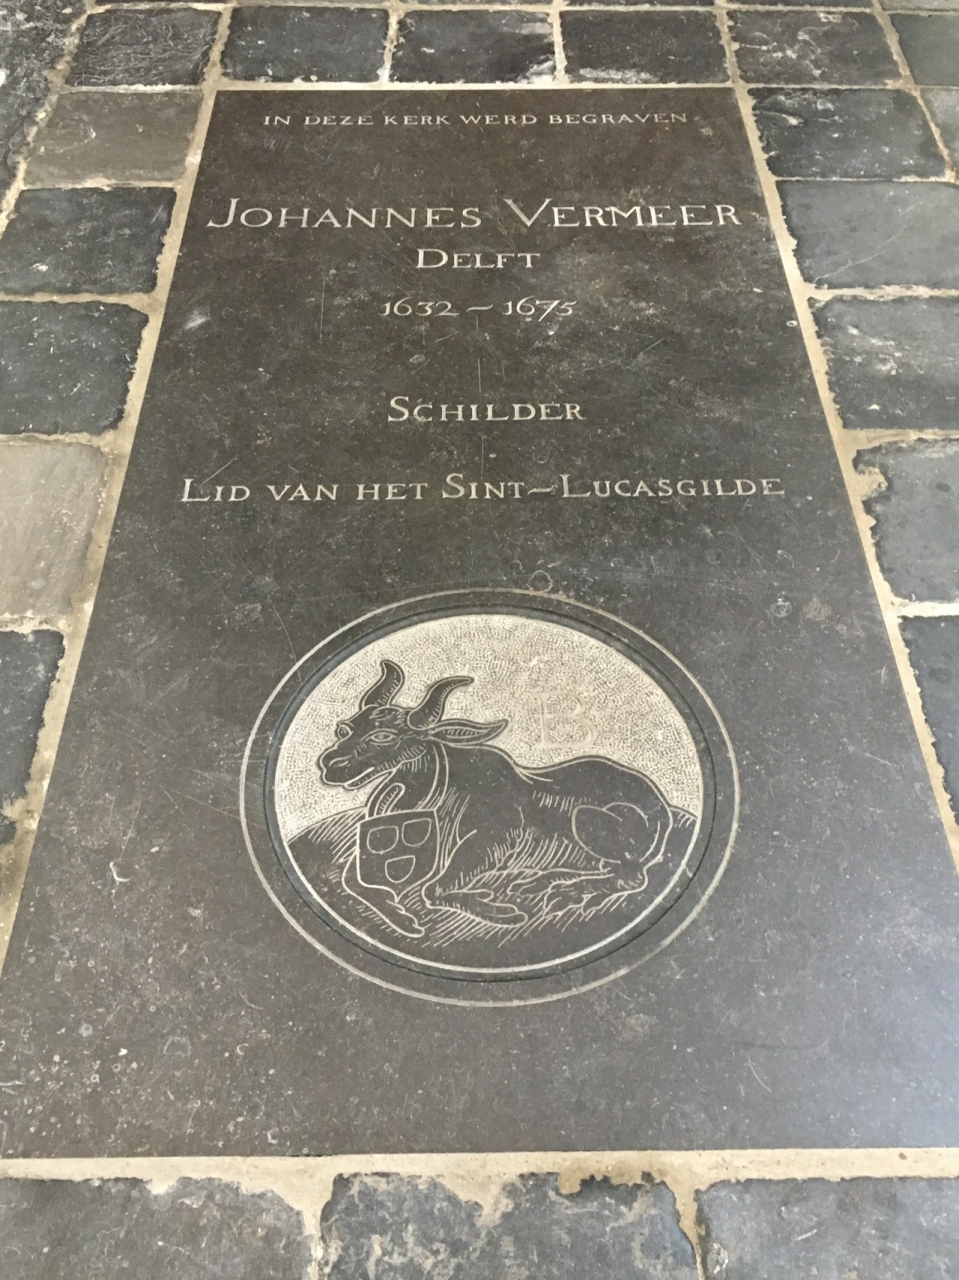 IN DEZE KERK WERD BEGRAVEN
JOHANNES VERMEER
DELFT
1632 – 1675
SCHILDER
LID VAN HET SINT–LUCASGILDE
B